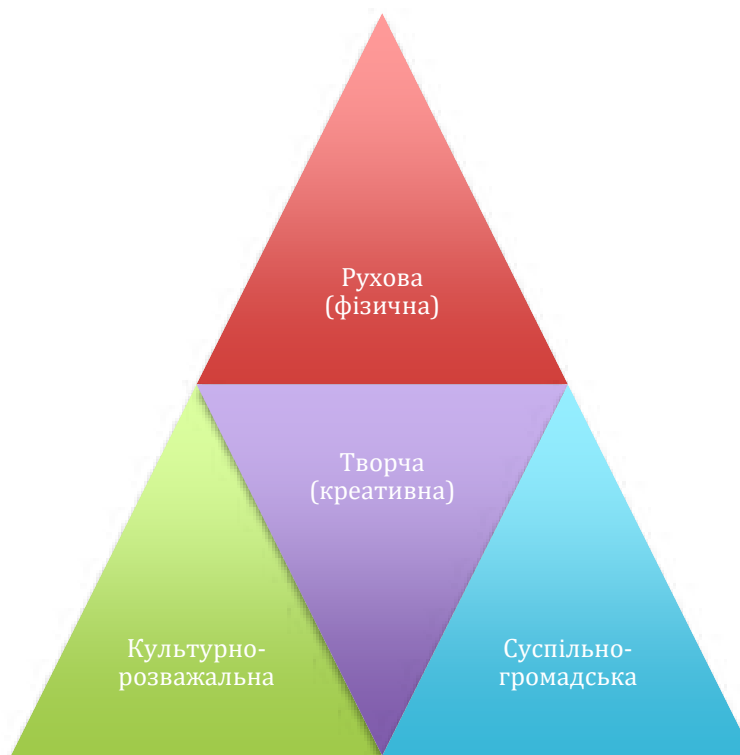 Рухова
(фізична)
Творча
(креативна)
Культурно-
розважальна
Суспільно-
громадська